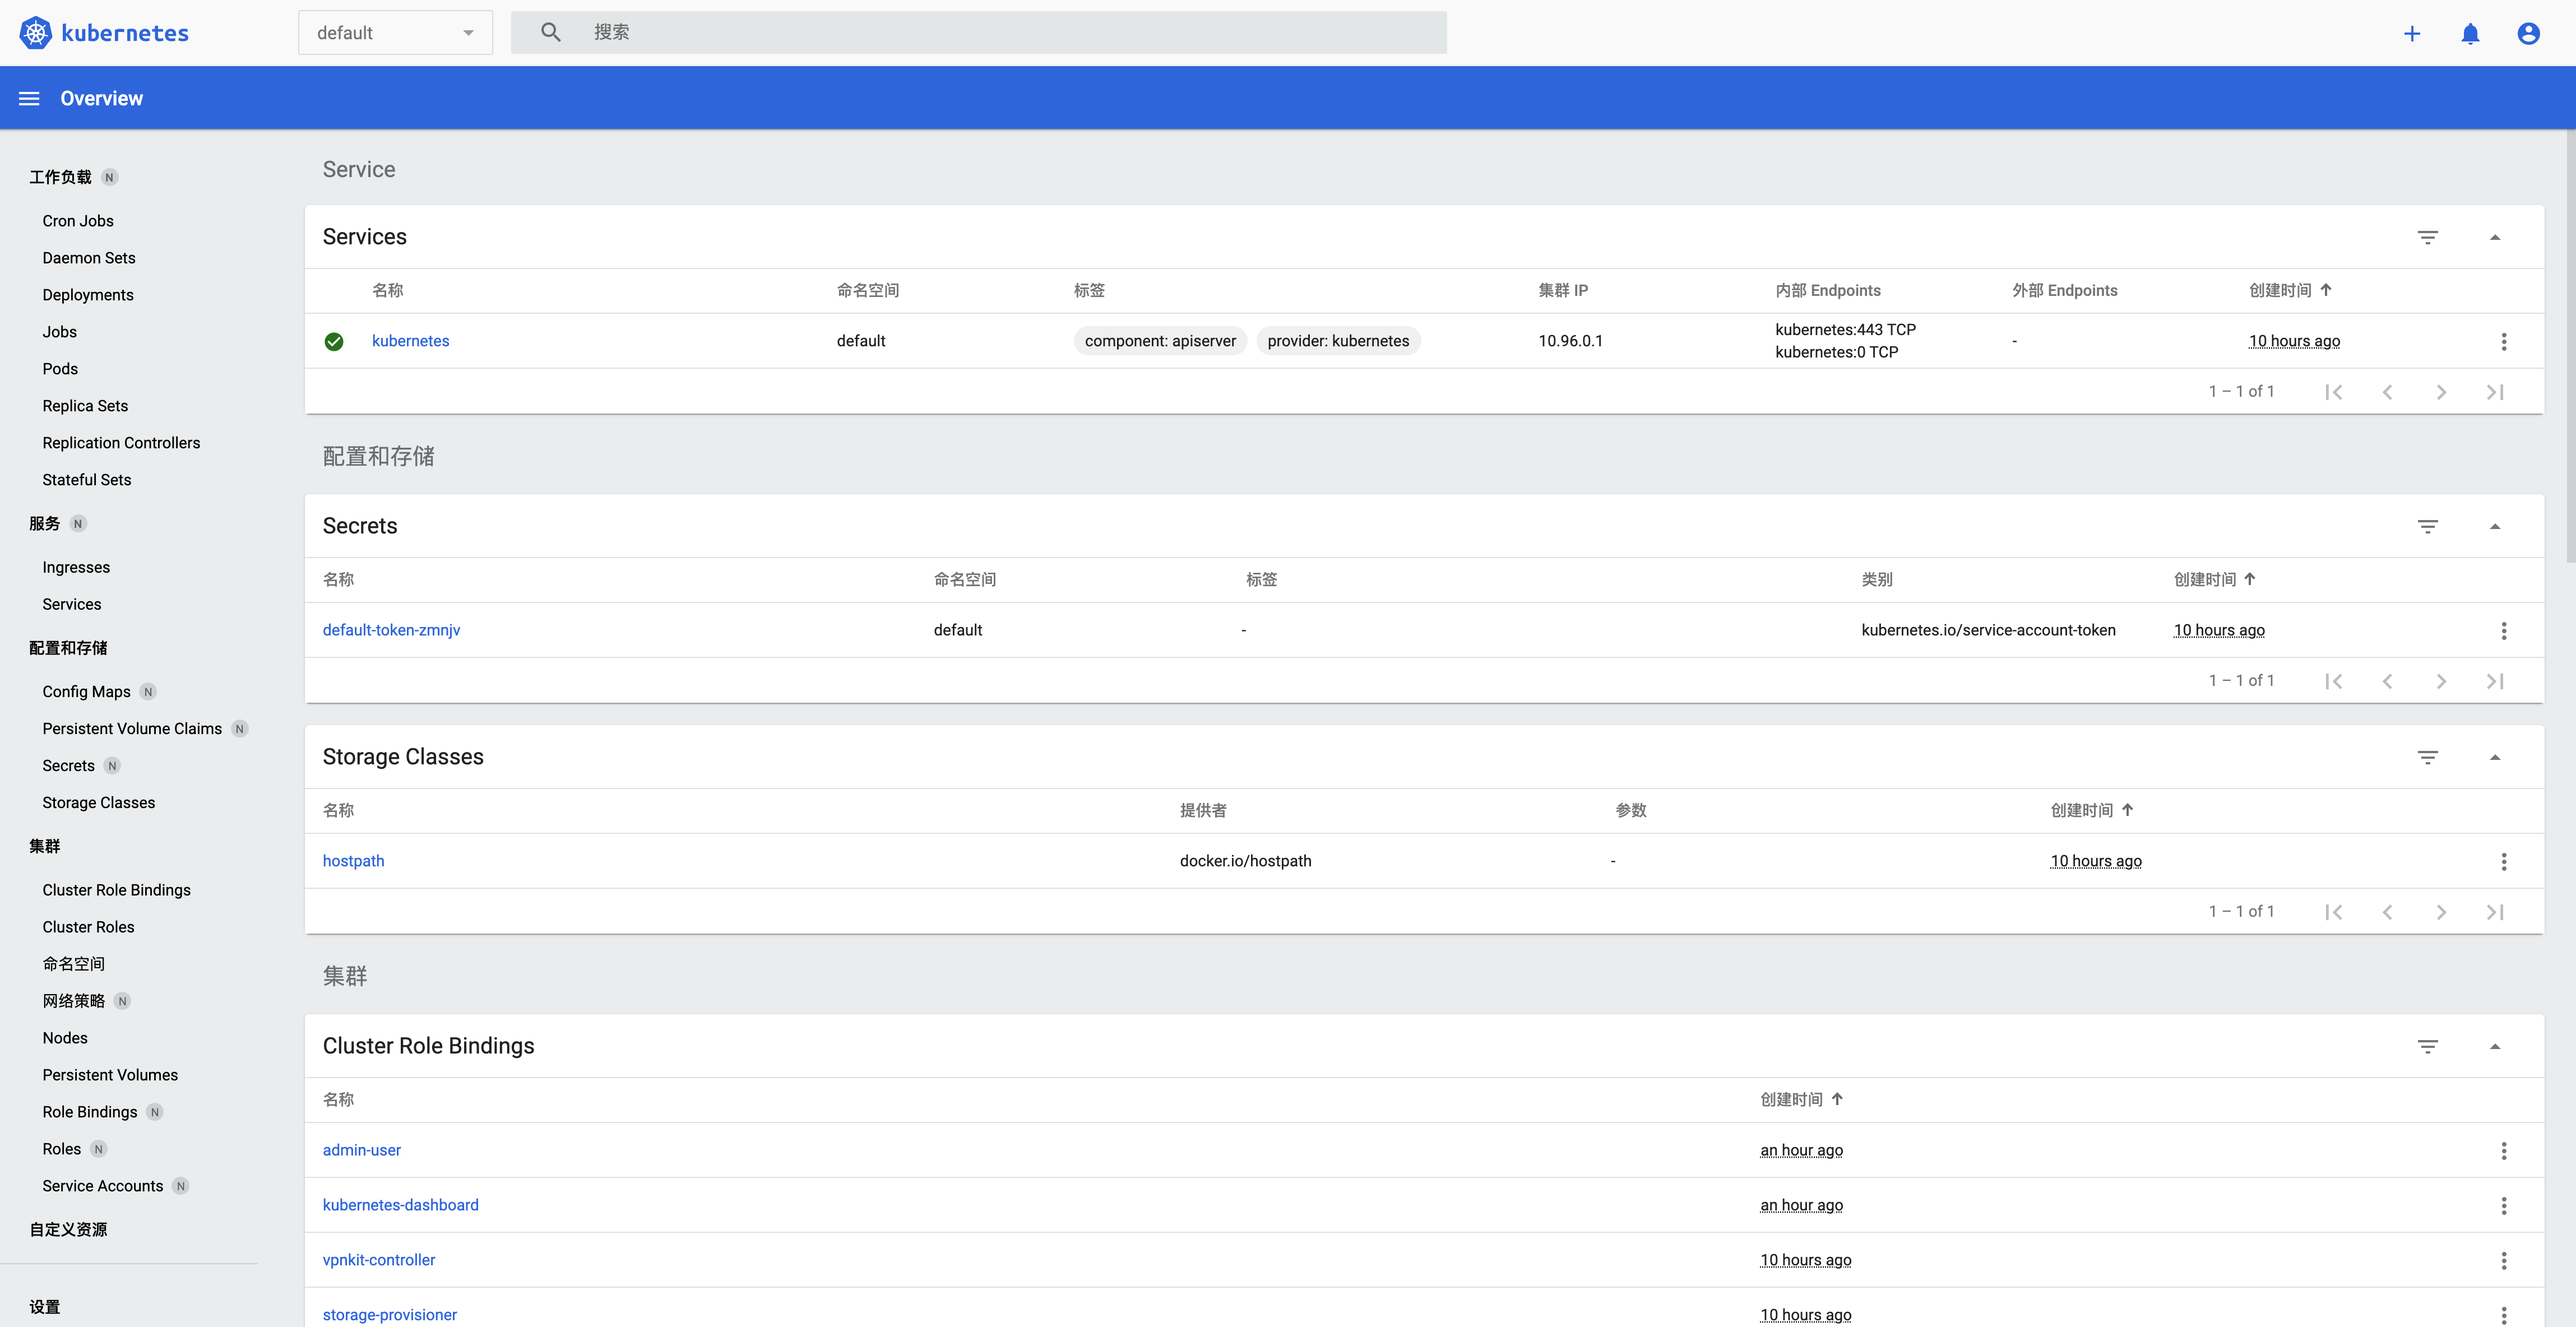 kubernetes
default
搜索
Overview
工作负载 N
Cron Jobs
Daemon Sets
Deployments
Jobs
Pods
Replica Sets
Replication Controllers
Stateful Sets
服务 N
Ingresses
Services
配置和存储
Config Maps N
Persistent Volume Claims N
Secrets N
Storage Classes
集群
Cluster Role Bindings
Cluster Roles
命名空间
网络策略 N
Nodes
Persistent Volumes
Role Bindings N
Roles N
Service Accounts N
自定义资源
设置
Service
Services
名称 命名空间 标签 集群 IP 内部 Endpoints 外部 Endpoints 创建时间
kubernetes default component: apiserver provider: kubernetes 10.96.0.1 kubernetes:443 TCP - 10 hours ago
kubernetes:0 TCP
1 – 1 of 1
配置和存储
Secrets
名称 命名空间 标签 类别 创建时间
default-token-zmnjv default - kubernetes.io/service-account-token 10 hours ago
1 – 1 of 1
Storage Classes
名称 提供者 参数 创建时间
hostpath docker.io/hostpath - 10 hours ago
1 – 1 of 1
集群
Cluster Role Bindings
名称 创建时间
admin-user an hour ago
kubernetes-dashboard an hour ago
vpnkit-controller 10 hours ago
storage-provisioner 10 hours ago